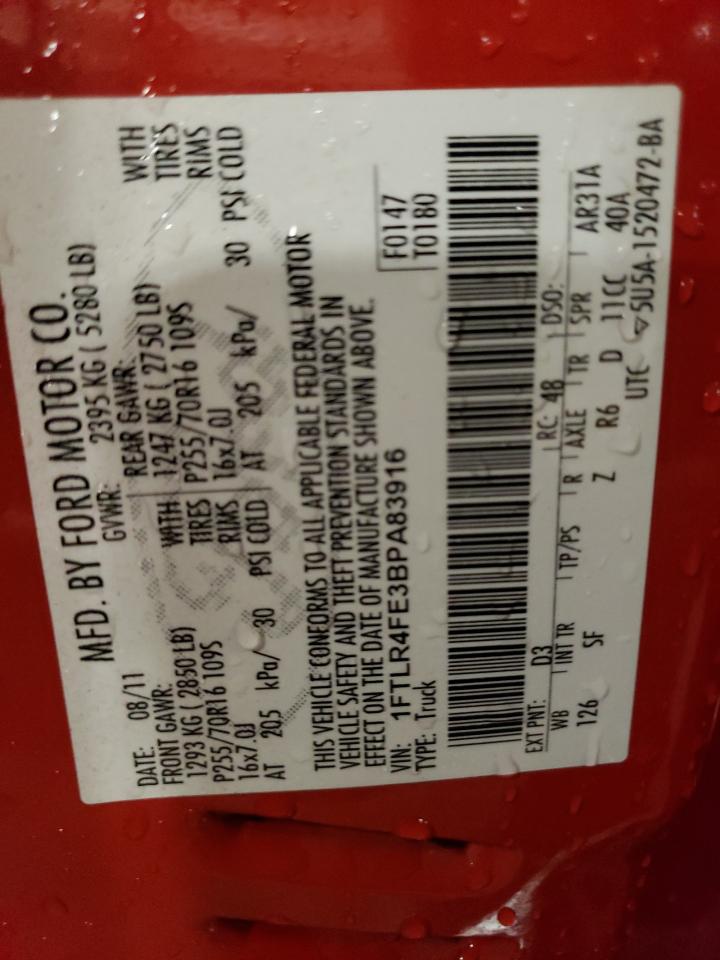 MFD. BY FORD MOTOR CO.
DATE: 08/11 GVWR: 2395 KG ( 5280 LB)
FRONT GAWR: REAR GAWR:
1293 KG ( 2850 LB) WITH 1247 KG ( 2750 LB) WITH
P255/70R16 109S TIRES P255/70R16 109S TIRES
16x7.0J RIMS 16x7.0J RIMS
AT 205 kPa/ 30 PSI COLD AT 205 kPa/ 30 PSI COLD
THIS VEHICLE CONFORMS TO ALL APPLICABLE FEDERAL MOTOR
VEHICLE SAFETY AND THEFT PREVENTION STANDARDS IN
EFFECT ON THE DATE OF MANUFACTURE SHOWN ABOVE.
VIN: 1FTLR4FE3BPA83916 F0147
TYPE: Truck T0180
EXT PNT: D3 RC: 48 DSO:
WB INT TR TP/PS R AXLE TR SPR AR31A
126 SF Z R6 D 11CC 40A
UTC ▽5U5A-1520472-BA